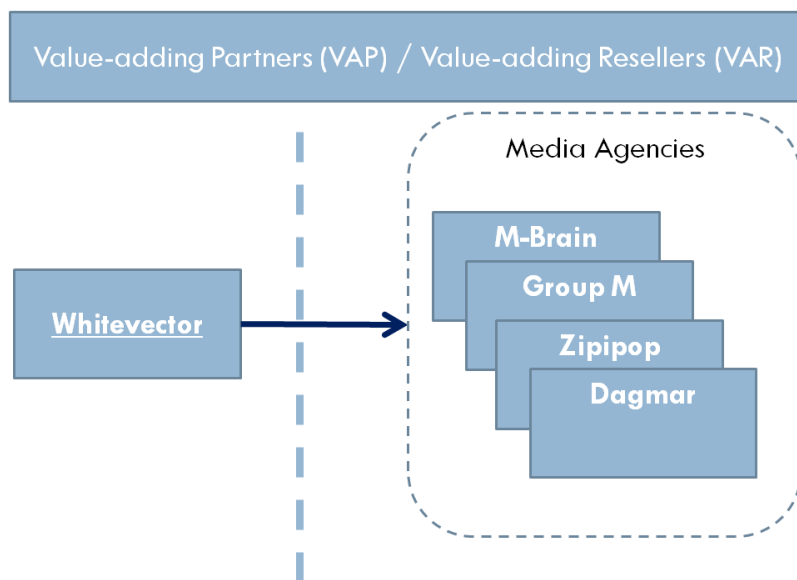 Value-adding Partners (VAP) / Value-adding Resellers (VAR)
Media Agencies
M-Brain
Group M
Whitevector
Zipipop
Dagmar